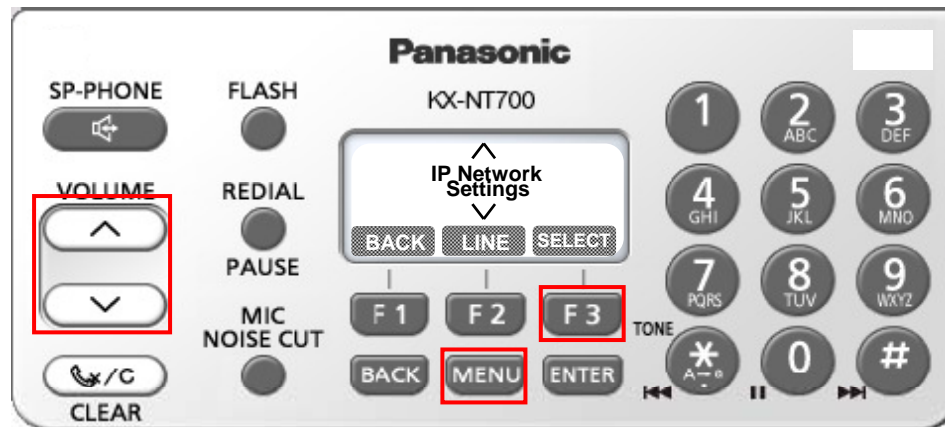 Panasonic
KX-NT700
SP-PHONE
FLASH
VOLUME
REDIAL
PAUSE
MIC
NOISE CUT
/C
CLEAR
IP Network
Settings
BACK LINE SELECT
F 1 F 2 F 3
BACK MENU ENTER
1 2 ABC 3 DEF
4 GHI 5 JKL 6 MNO
7 PQRS 8 TUV 9 WXYZ
TONE
* 0 #